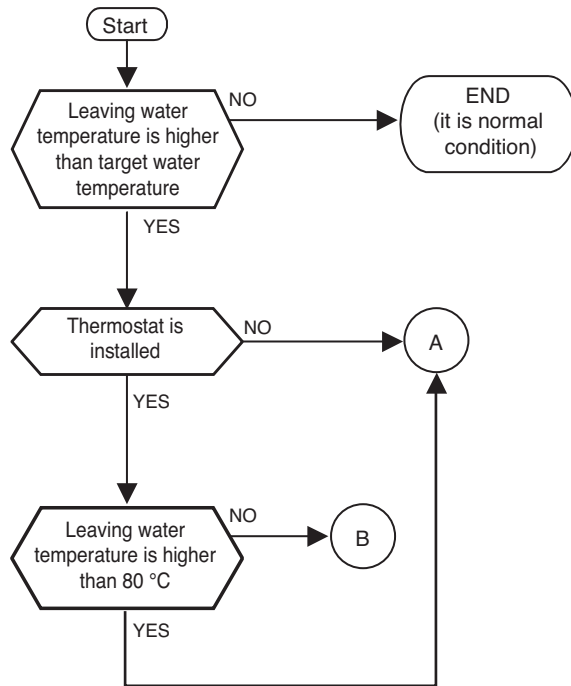 Start
Leaving water
temperature is higher
than target water
temperature
NO
END
(it is normal
condition)
YES
Thermostat is
installed
NO
A
YES
Leaving water
temperature is higher
than 80 °C
NO
B
YES